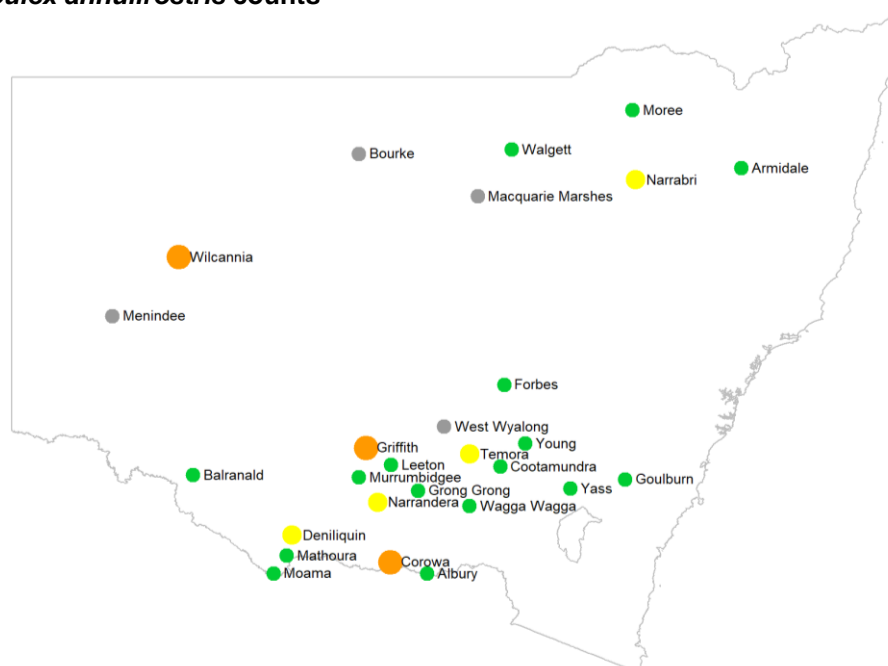 counts
Moree
Bourke
Walgett
Armidale
Narrabri
Macquarie Marshes
Wilcannia
Menindee
Forbes
West Wyalong
Young
Griffith
Temora
Leeton
Cootamundra
Balranald
Murrumbidgee
Goulburn
Grong Grong
Yass
Narrandera
Wagga Wagga
Deniliquin
Mathoura
Corowa
Moama
Albury